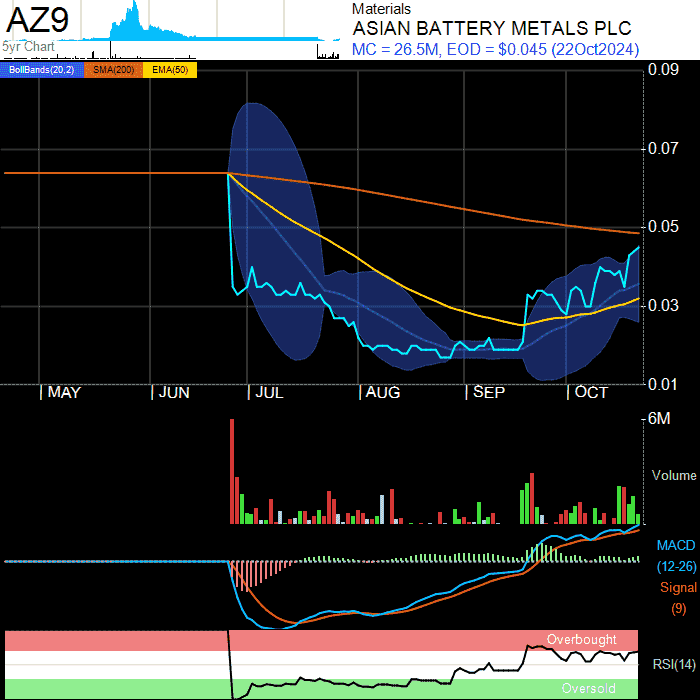 AZ9
5yr Chart
Materials
ASIAN BATTERY METALS PLC
MC = 26.5M, EOD = $0.045 (22Oct2024)
BollBands(20,2) SMA(200) EMA(50)
0.09
0.07
0.05
0.03
0.01
MAY JUN JUL AUG SEP OCT
6M
Volume
MACD
(12-26)
Signal
(9)
Overbought
RSI(14)
Oversold